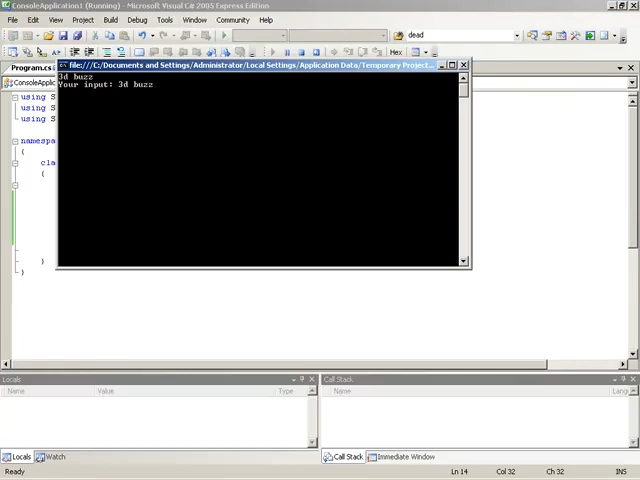 ConsoleApplication1 (Running) - Microsoft Visual C# 2005 Express Edition
File Edit View Project Build Debug Tools Window Community Help
dead
Hex
Program.cs
file:///C:/Documents and Settings/Administrator/Local Settings/Application Data/Temporary Project...
3d buzz
Your input: 3d buzz
ConsoleApplic
using S
using S
using S
namespa
{
cla
{
}
}
Locals
Name Value Type
Call Stack
Name Lang
Locals Watch
Call Stack Immediate Window
Ready Ln 14 Col 32 Ch 32 INS